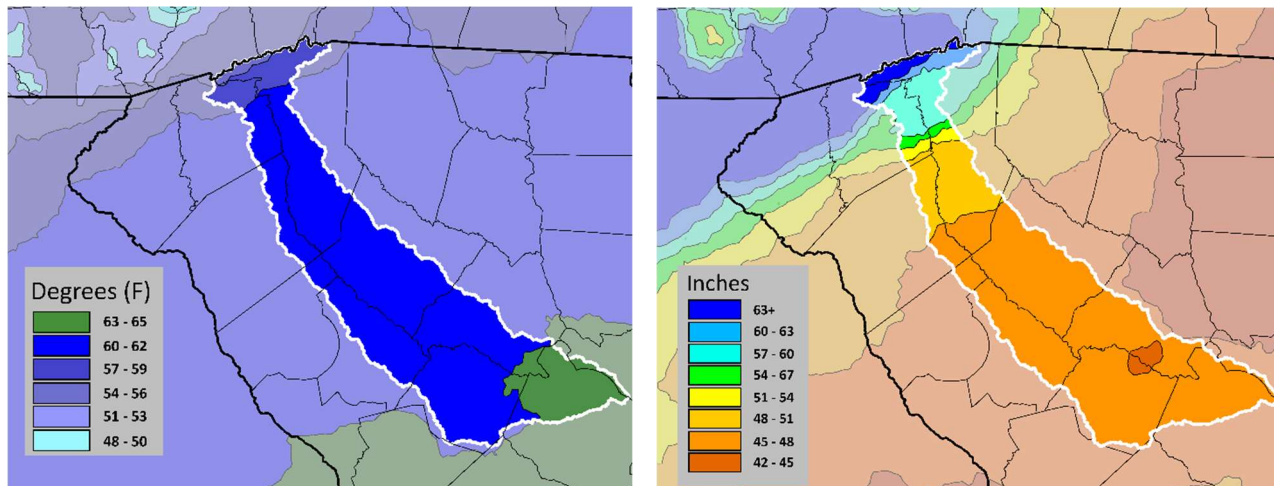 Degrees (F)
63 - 65
60 - 62
57 - 59
54 - 56
51 - 53
48 - 50
Inches
63+
60 - 63
57 - 60
54 - 67
51 - 54
48 - 51
45 - 48
42 - 45